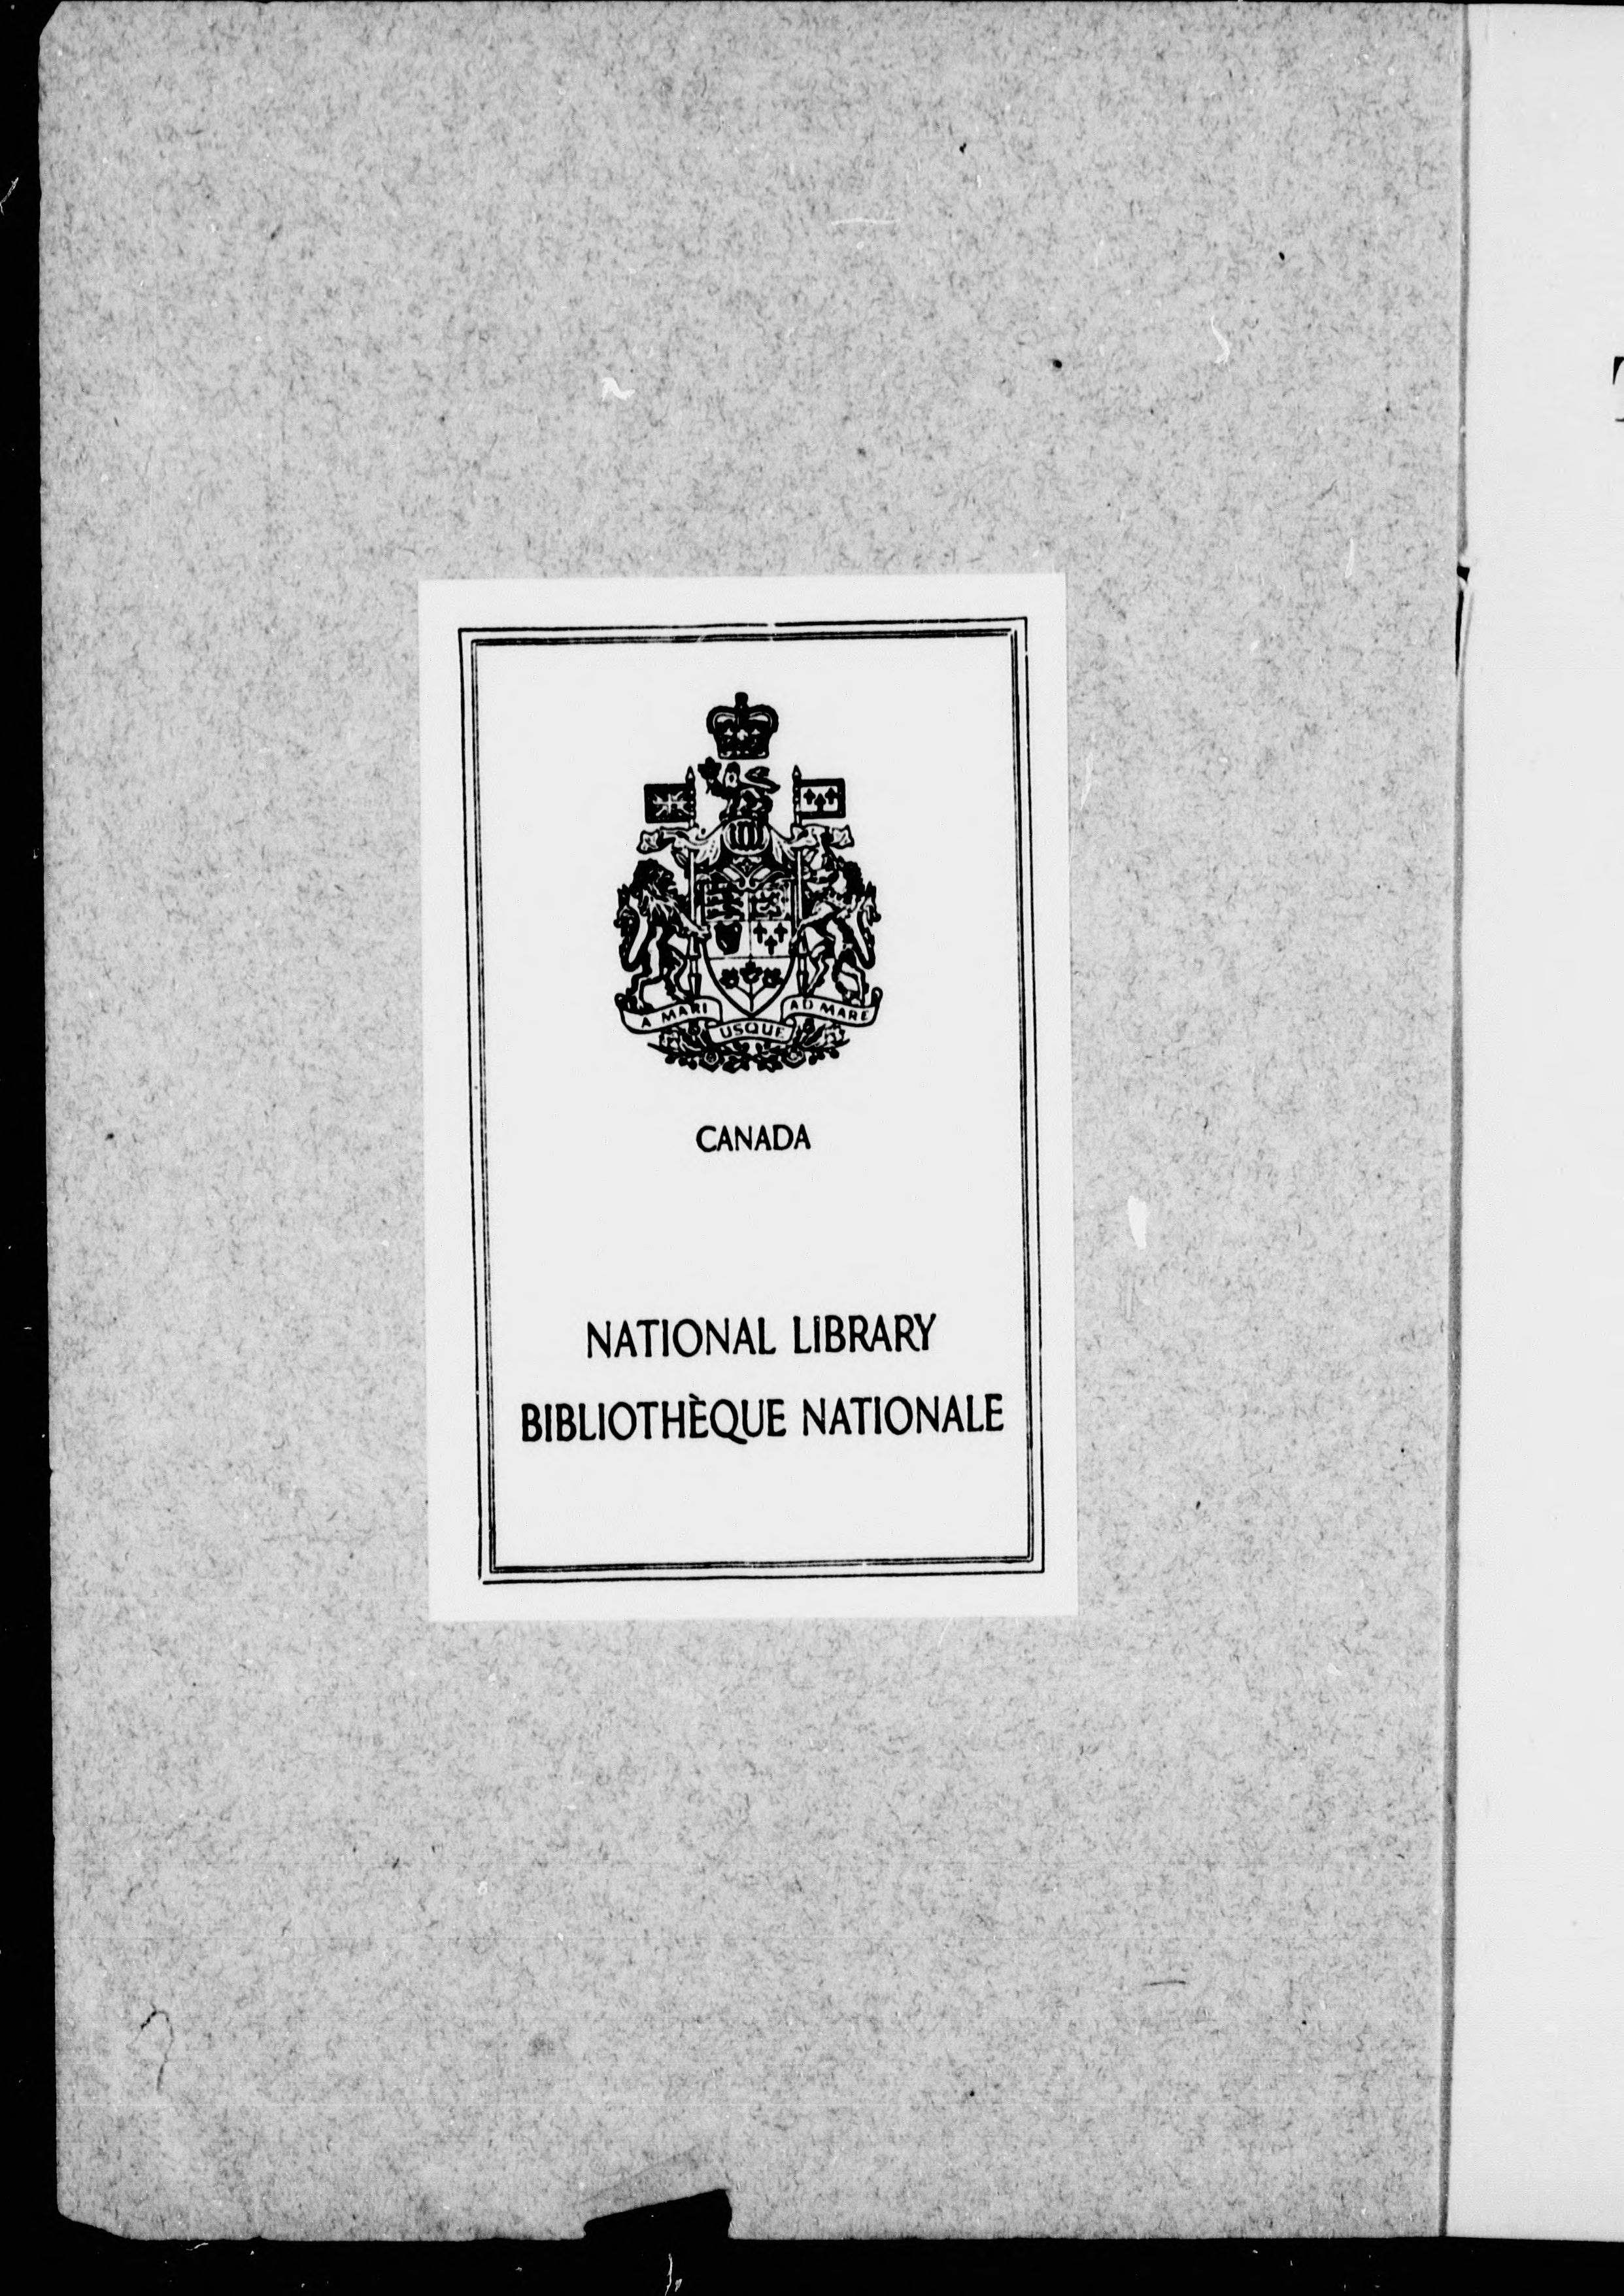 A MARI USQUE AD MARE
CANADA
NATIONAL LIBRARY
BIBLIOTHÈQUE NATIONALE